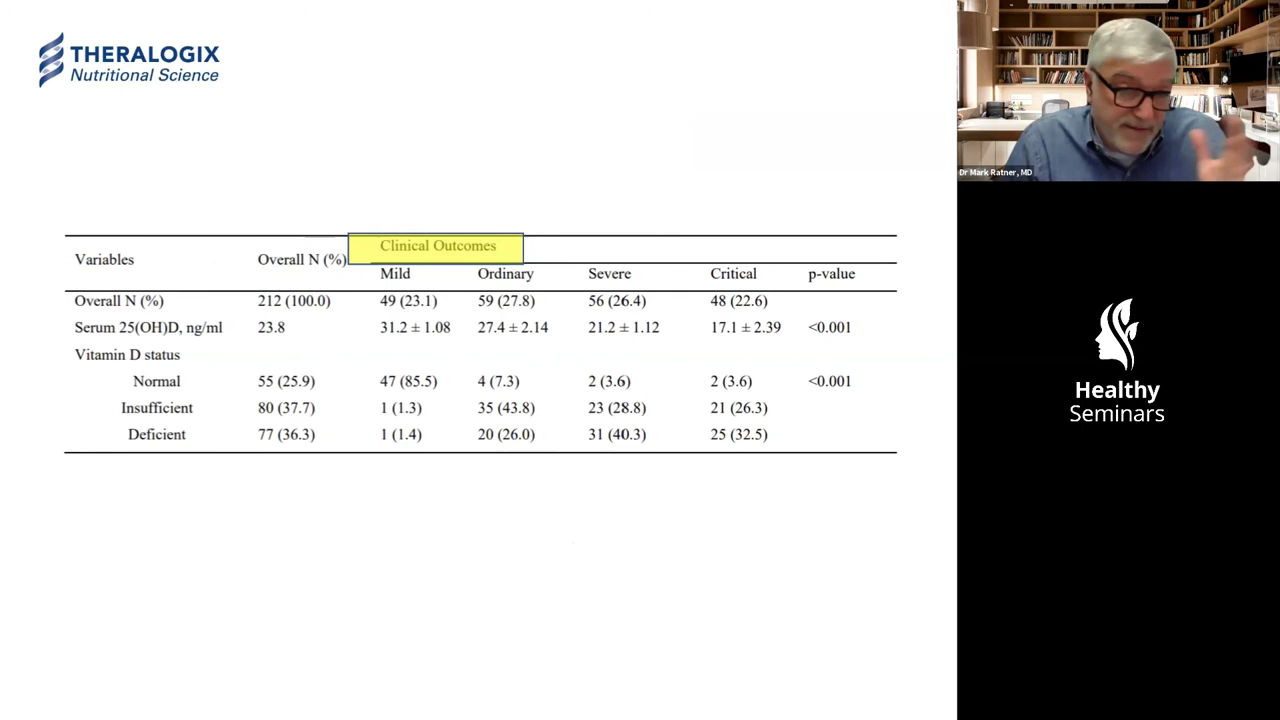 THERALOGIX
Nutritional Science
Dr Mark Ratner, MD
Clinical Outcomes
Variables Overall N (%)
Mild Ordinary Severe Critical p-value
Overall N (%) 212 (100.0) 49 (23.1) 59 (27.8) 56 (26.4) 48 (22.6)
Serum 25(OH)D, ng/ml 23.8 31.2 ± 1.08 27.4 ± 2.14 21.2 ± 1.12 17.1 ± 2.39 <0.001
Vitamin D status
Normal 55 (25.9) 47 (85.5) 4 (7.3) 2 (3.6) 2 (3.6) <0.001
Insufficient 80 (37.7) 1 (1.3) 35 (43.8) 23 (28.8) 21 (26.3)
Deficient 77 (36.3) 1 (1.4) 20 (26.0) 31 (40.3) 25 (32.5)
Healthy
Seminars